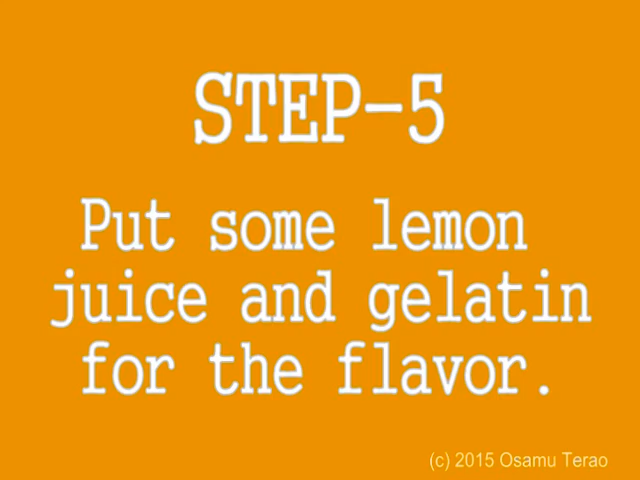 STEP-5
Put some lemon
juice and gelatin
for the flavor.
(c) 2015 Osamu Terao